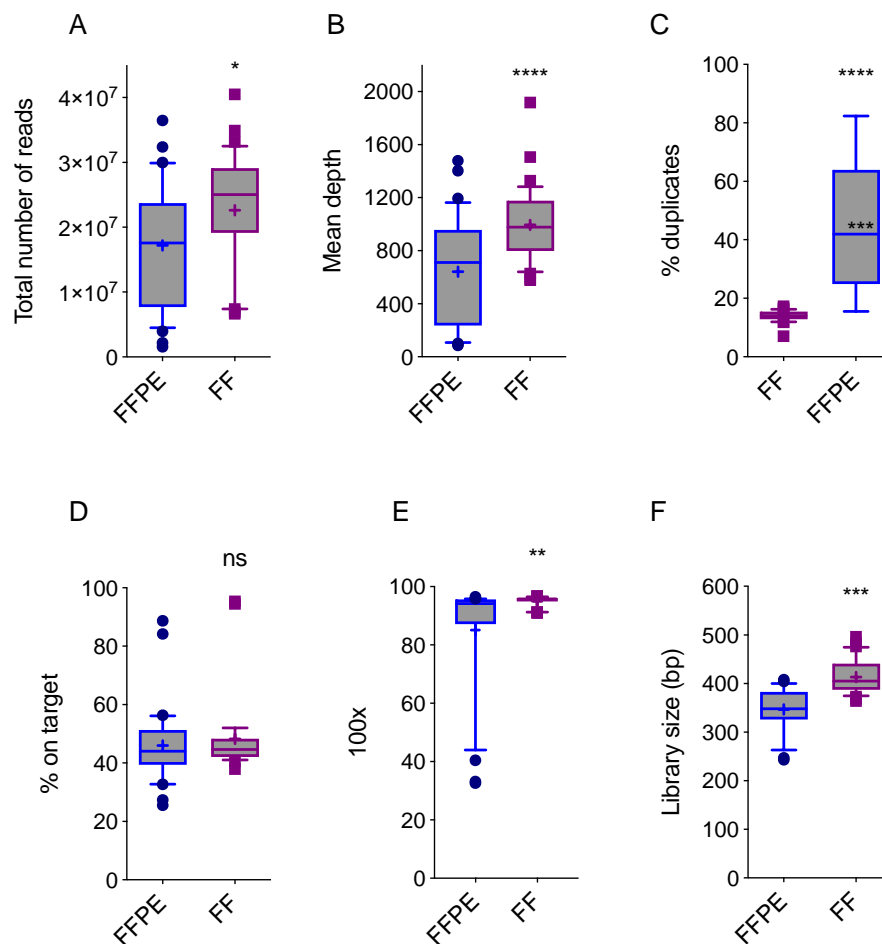 A
*
Total number of reads
4×10⁷
3×10⁷
2×10⁷
1×10⁷
0
FFPE
FF
B
****
Mean depth
2000
1600
1200
800
400
0
FFPE
FF
C
****
***
% duplicates
100
80
60
40
20
0
FF
FFPE
D
ns
% on target
100
80
60
40
20
0
FFPE
FF
E
**
100x
100
80
60
40
20
0
FFPE
FF
F
***
Library size (bp)
600
500
400
300
200
100
0
FFPE
FF